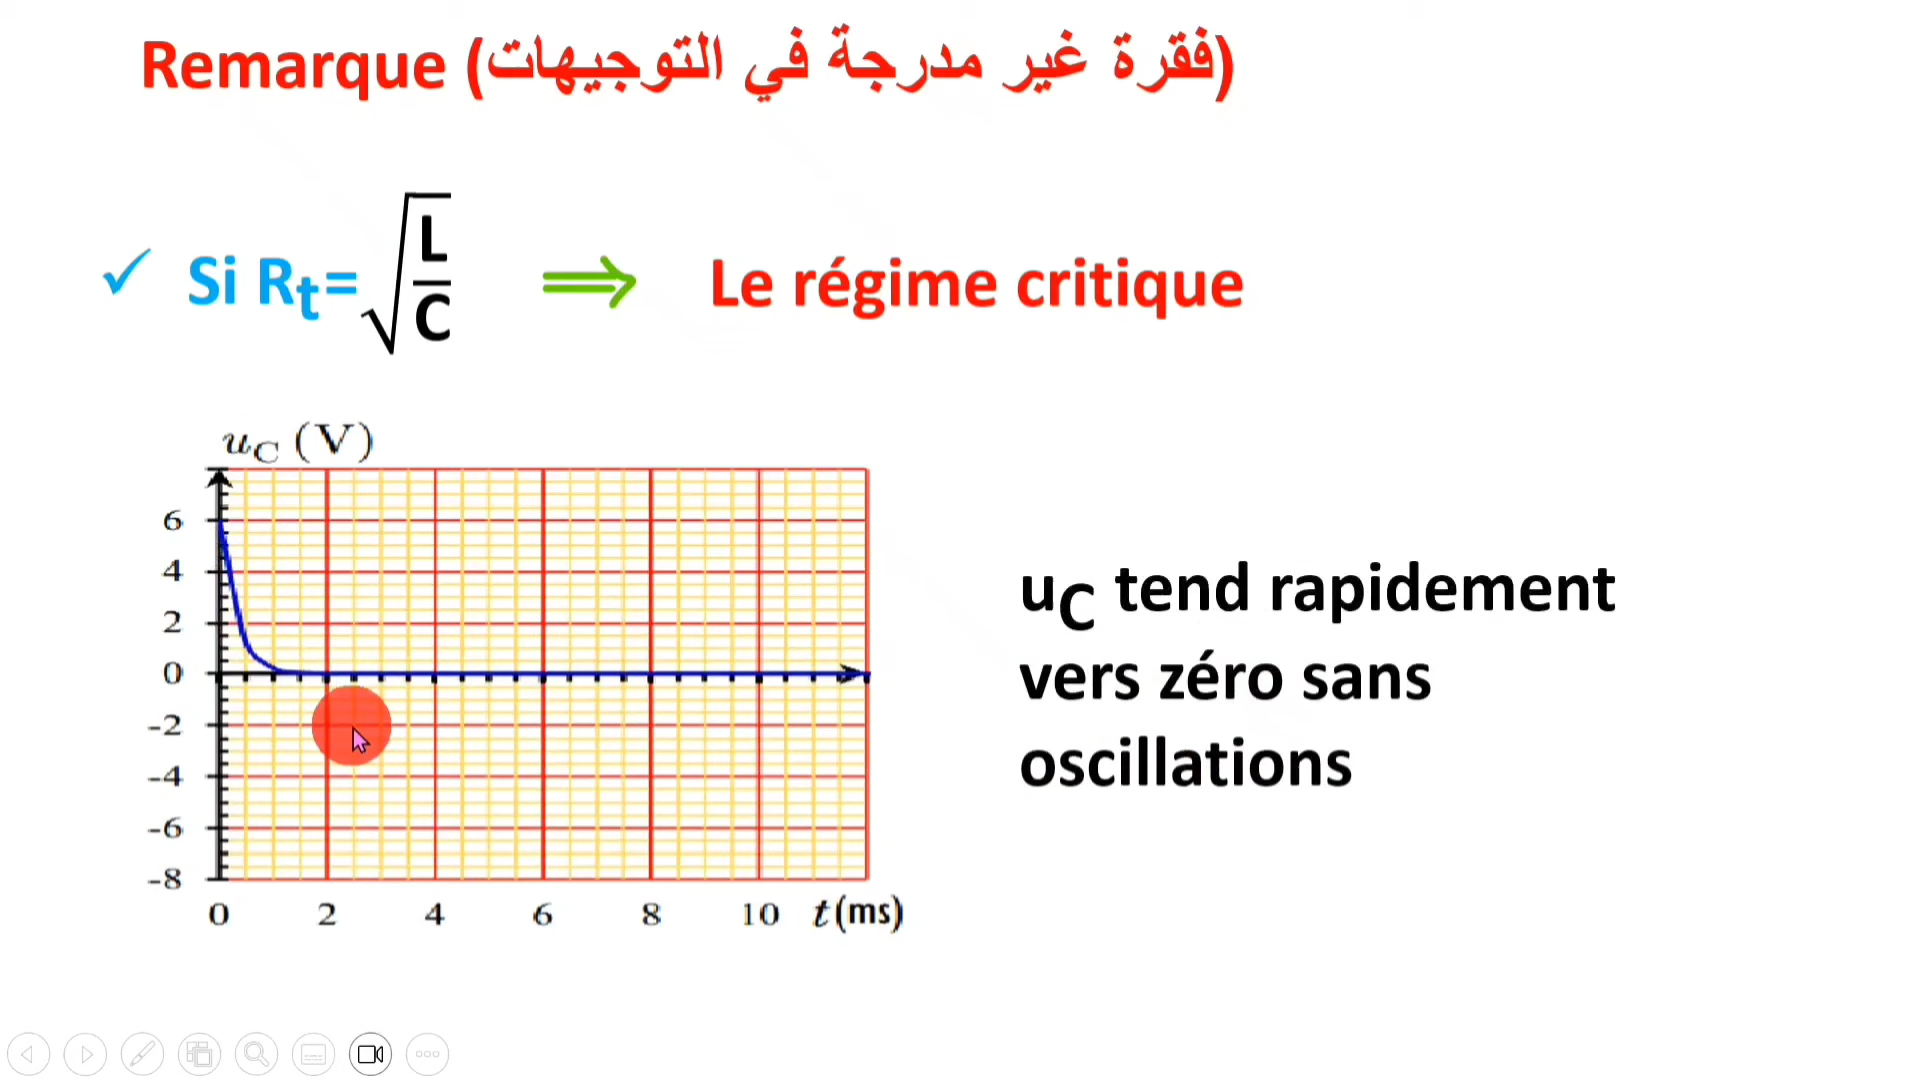 Remarque (فقرة غير مدرجة في التوجيهات)
✓ Si Rt=√(L/C) ⟹ Le régime critique
uC (V)
6
4
2
0
-2
-4
-6
-8
0 2 4 6 8 10 t(ms)
uC tend rapidement
vers zéro sans
oscillations